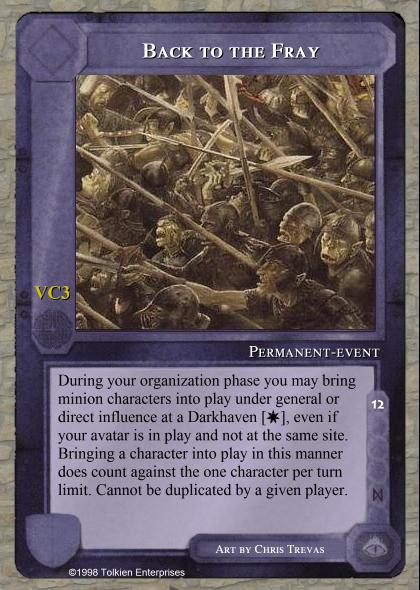 BACK TO THE FRAY
VC3
PERMANENT-EVENT
During your organization phase you may bring
minion characters into play under general or
direct influence at a Darkhaven [✷], even if
your avatar is in play and not at the same site.
Bringing a character into play in this manner
does count against the one character per turn
limit. Cannot be duplicated by a given player.
12
ART BY CHRIS TREVAS
©1998 Tolkien Enterprises